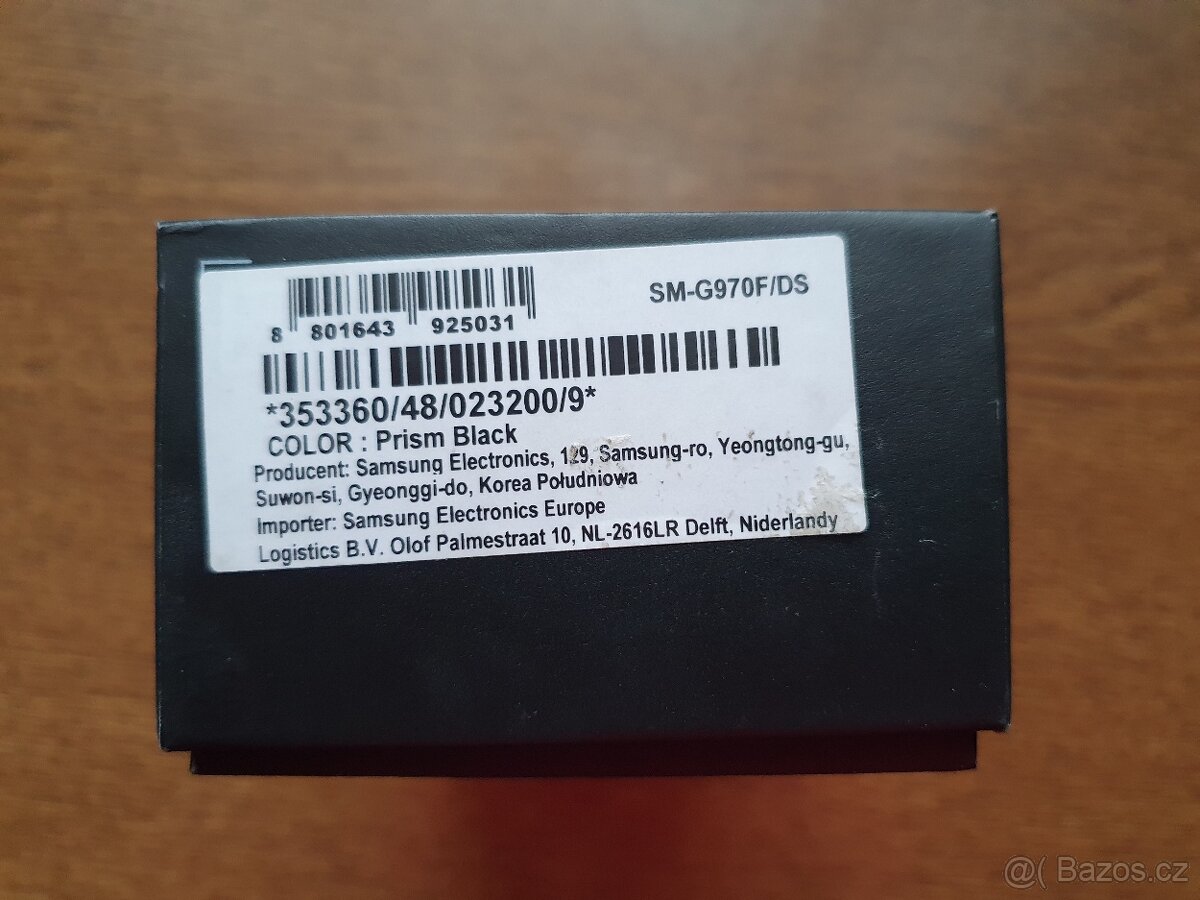 SM-G970F/DS
8 801643 925031
*353360/48/023200/9*
COLOR : Prism Black
Producent: Samsung Electronics, 129, Samsung-ro, Yeongtong-gu,
Suwon-si, Gyeonggi-do, Korea Południowa
Importer: Samsung Electronics Europe
Logistics B.V. Olof Palmestraat 10, NL-2616LR Delft, Niderlandy
@( Bazos.cz